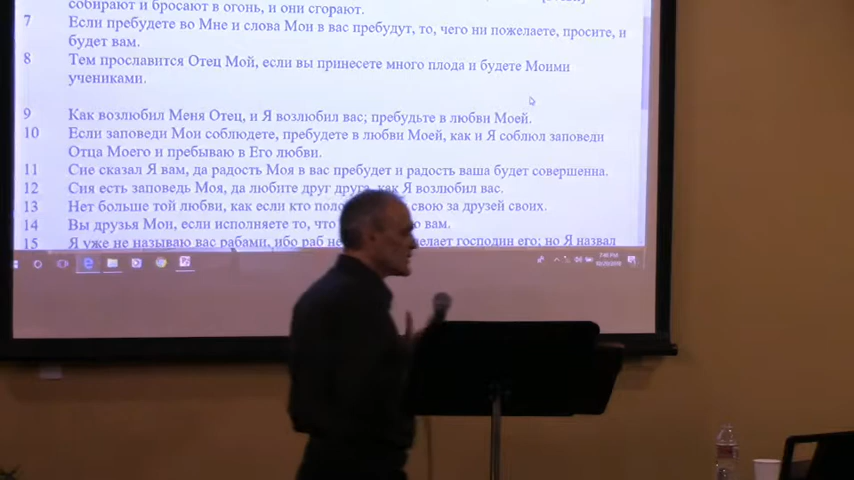 собирают и бросают в огонь, и они сгорают.
7 Если пребудете во Мне и слова Мои в вас пребудут, то, чего ни пожелаете, просите, и
будет вам.
8 Тем прославится Отец Мой, если вы принесете много плода и будете Моими
учениками.
9 Как возлюбил Меня Отец, и Я возлюбил вас; пребудьте в любви Моей.
10 Если заповеди Мои соблюдете, пребудете в любви Моей, как и Я соблюл заповеди
Отца Моего и пребываю в Его любви.
11 Сие сказал Я вам, да радость Моя в вас пребудет и радость ваша будет совершенна.
12 Сия есть заповедь Моя, да любите друг друга, как Я возлюбил вас.
13 Нет больше той любви, как если кто поло свою за друзей своих.
14 Вы друзья Мои, если исполняете то, что вам.
15 Я уже не называю вас рабами, ибо раб не делает господин его; но Я назвал